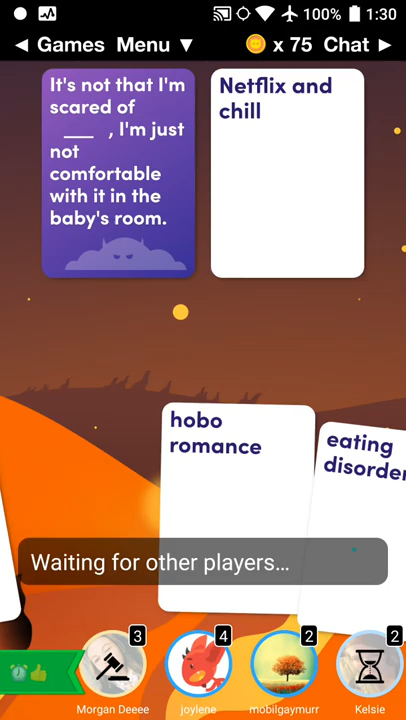 100% 1:30
◄ Games Menu ▼ x 75 Chat ►
It's not that I'm
scared of
___ , I'm just
not
comfortable
with it in the
baby's room.
Netflix and
chill
hobo
romance
eating
disorder
Waiting for other players…
3
4
2
2
Morgan Deeee
joylene
mobilgaymurr
Kelsie